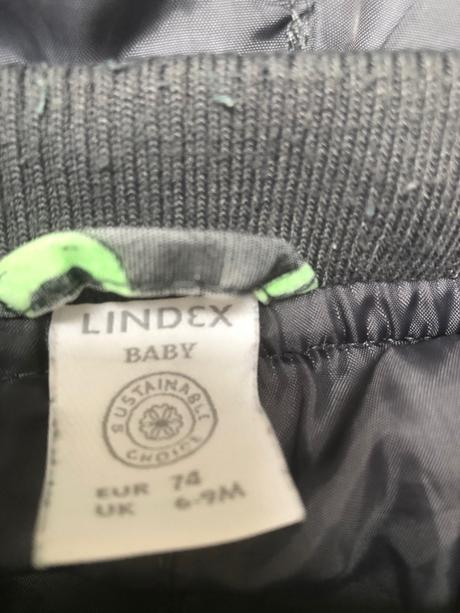 LINDEX
BABY
SUSTAINABLE
CHOICE
EUR 74
UK 6-9M